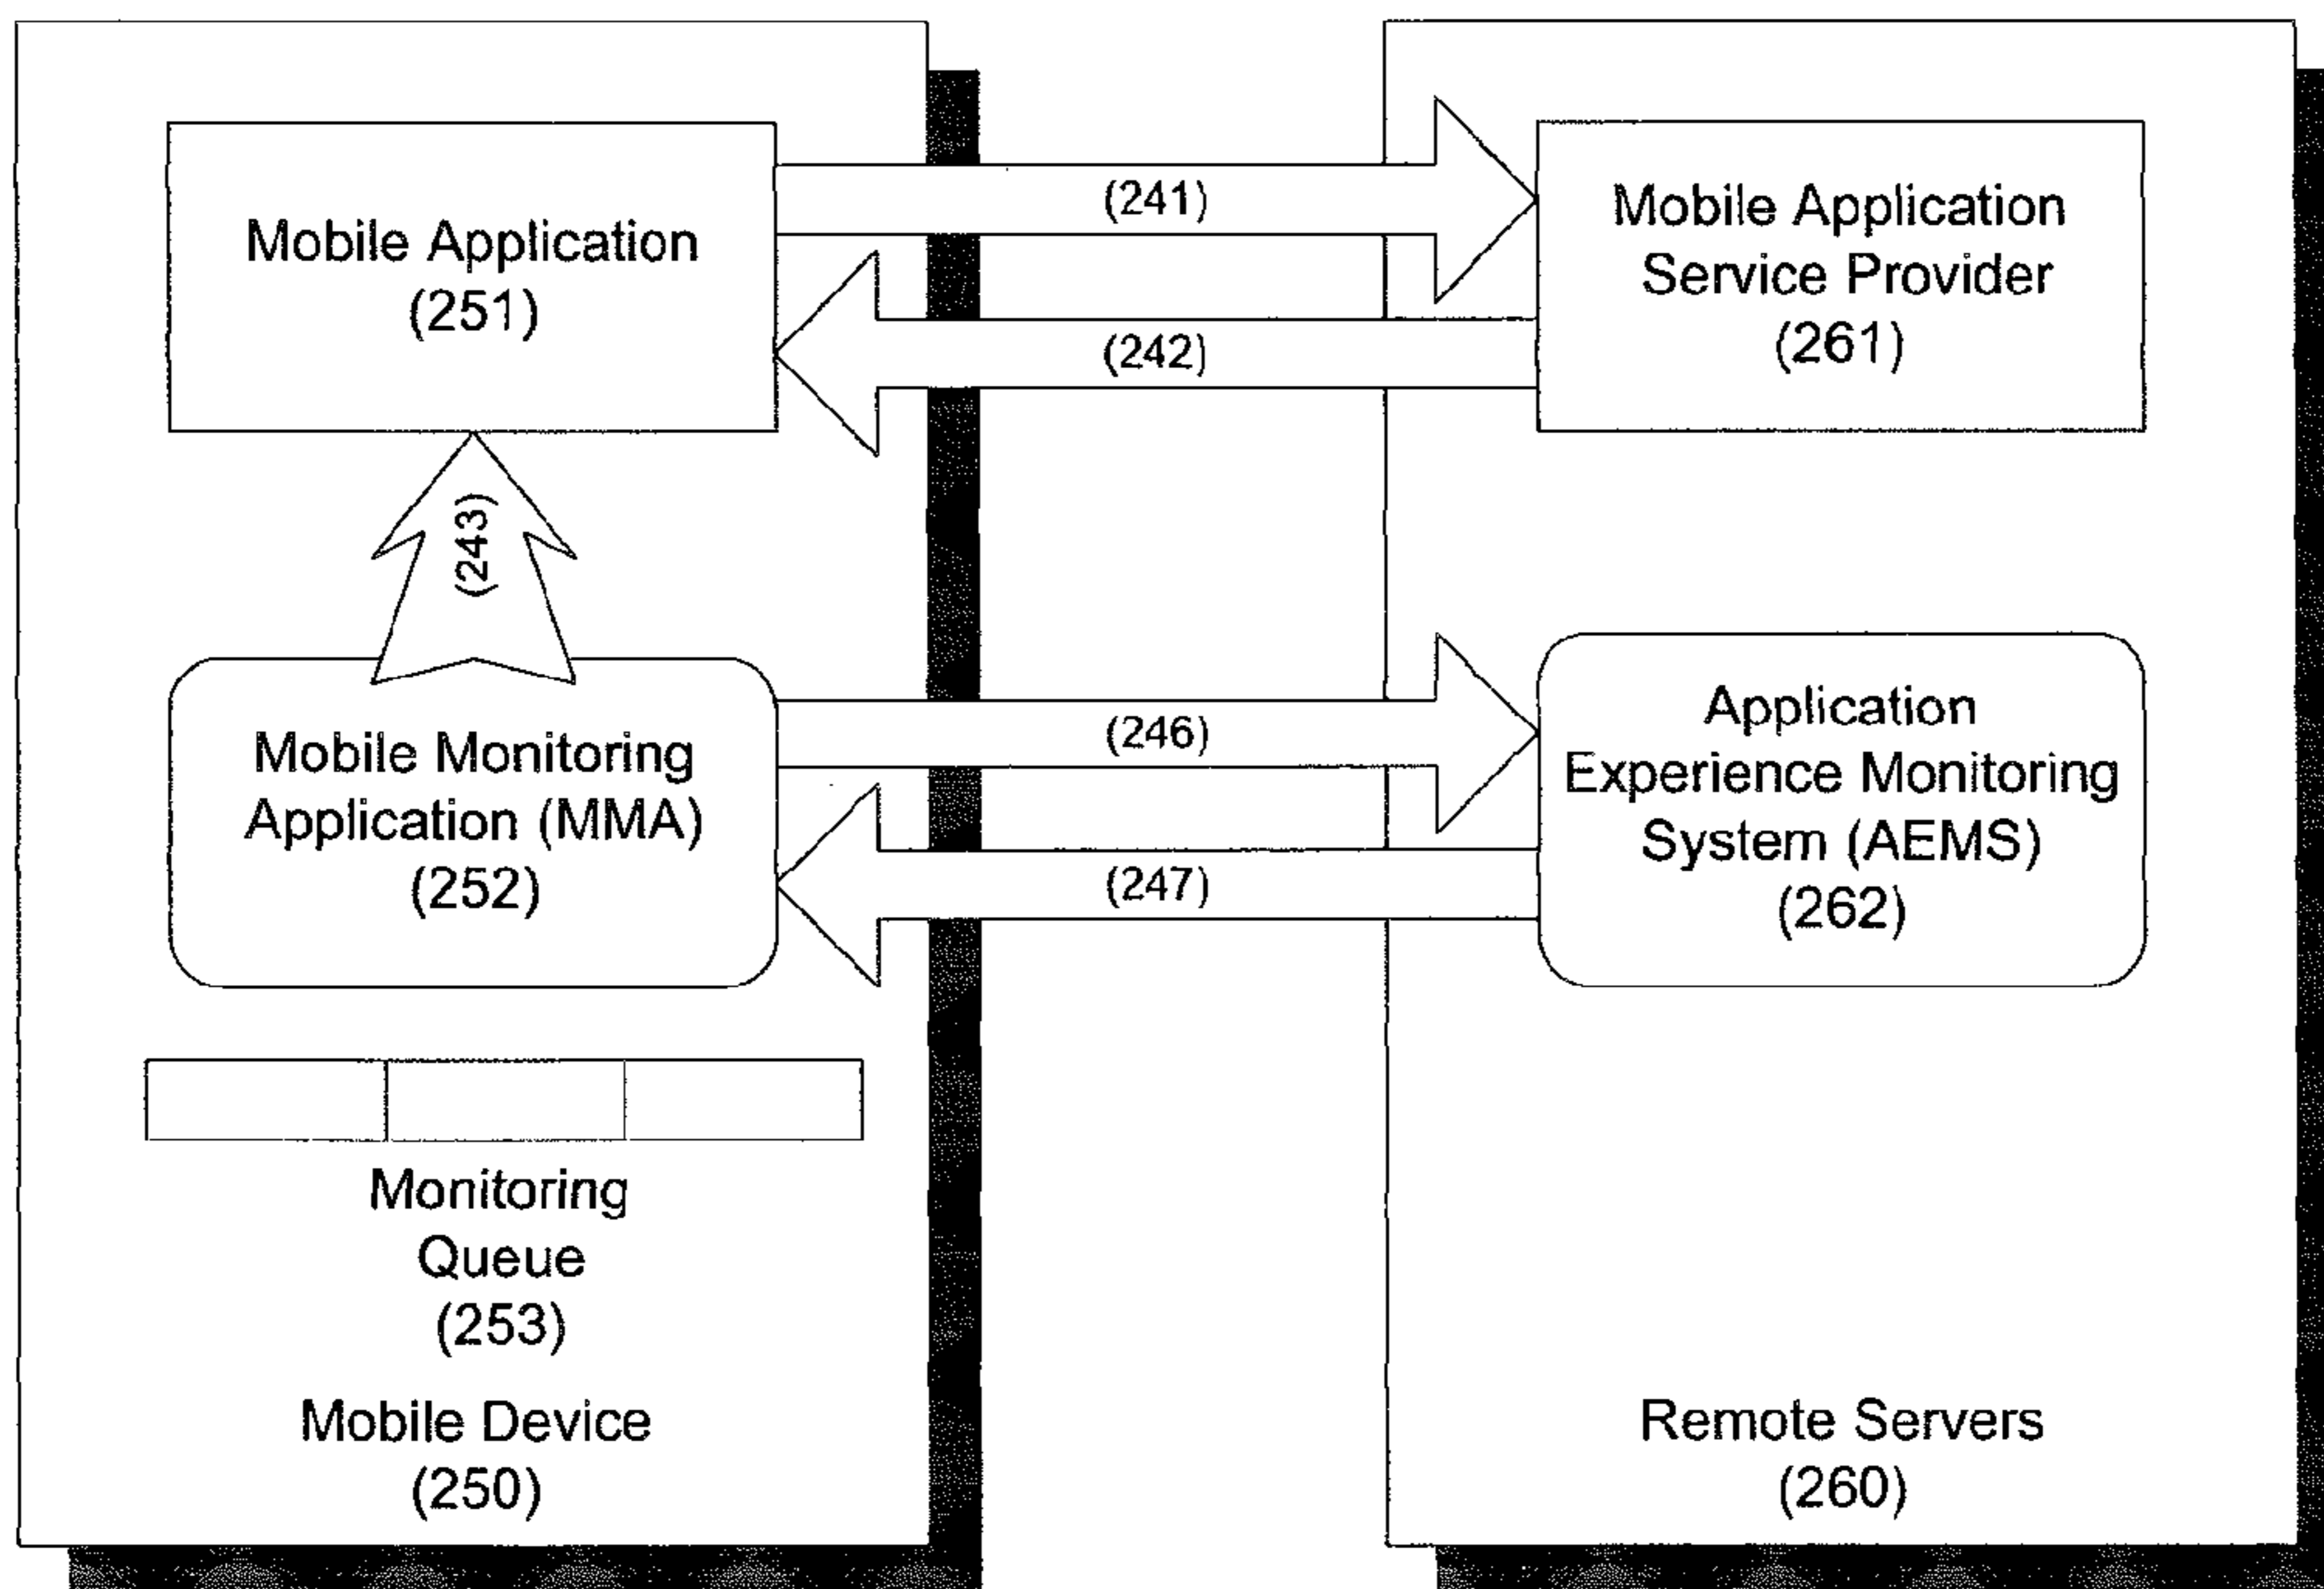 Mobile Application
(251)
(241)
(242)
Mobile Application
Service Provider
(261)
(243)
Mobile Monitoring
Application (MMA)
(252)
(246)
(247)
Application
Experience Monitoring
System (AEMS)
(262)
Monitoring
Queue
(253)
Mobile Device
(250)
Remote Servers
(260)